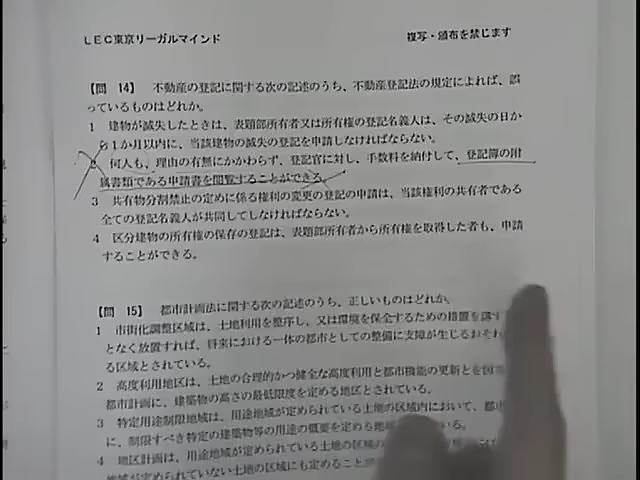 LEC東京リーガルマインド
複写・頒布を禁じます
【問 14】 不動産の登記に関する次の記述のうち、不動産登記法の規定によれば、誤
っているものはどれか。
1 建物が滅失したときは、表題部所有者又は所有権の登記名義人は、その滅失の日か
ら1か月以内に、当該建物の滅失の登記を申請しなければならない。
2 何人も、理由の有無にかかわらず、登記官に対し、手数料を納付して、登記簿の附
属書類である申請書を閲覧することができる。
3 共有物分割禁止の定めに係る権利の変更の登記の申請は、当該権利の共有者である
全ての登記名義人が共同してしなければならない。
4 区分建物の所有権の保存の登記は、表題部所有者から所有権を取得した者も、申請
することができる。
【問 15】 都市計画法に関する次の記述のうち、正しいものはどれか。
1 市街化調整区域は、土地利用を整序し、又は環境を保全するための措置を講ず
となく放置すれば、将来における一体の都市としての整備に支障が生じるおそれ
る区域とされている。
2 高度利用地区は、土地の合理的かつ健全な高度利用と都市機能の更新とを図
都市計画に、建築物の高さの最低限度を定める地区とされている。
3 特定用途制限地域は、用途地域が定められている土地の区域内において、都市
に、制限すべき特定の建築物等の用途の概要を定める地域
4 地区計画は、用途地域が定められている土地の区域の
域が定められていない土地の区域にも定めること